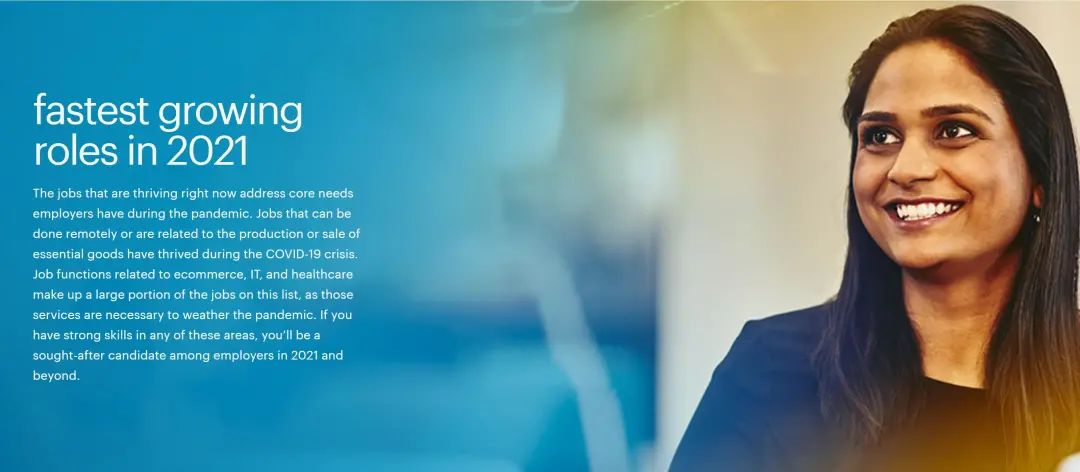 fastest growing
roles in 2021
The jobs that are thriving right now address core needs
employers have during the pandemic. Jobs that can be
done remotely or are related to the production or sale of
essential goods have thrived during the COVID-19 crisis.
Job functions related to ecommerce, IT, and healthcare
make up a large portion of the jobs on this list, as those
services are necessary to weather the pandemic. If you
have strong skills in any of these areas, you’ll be a
sought-after candidate among employers in 2021 and
beyond.